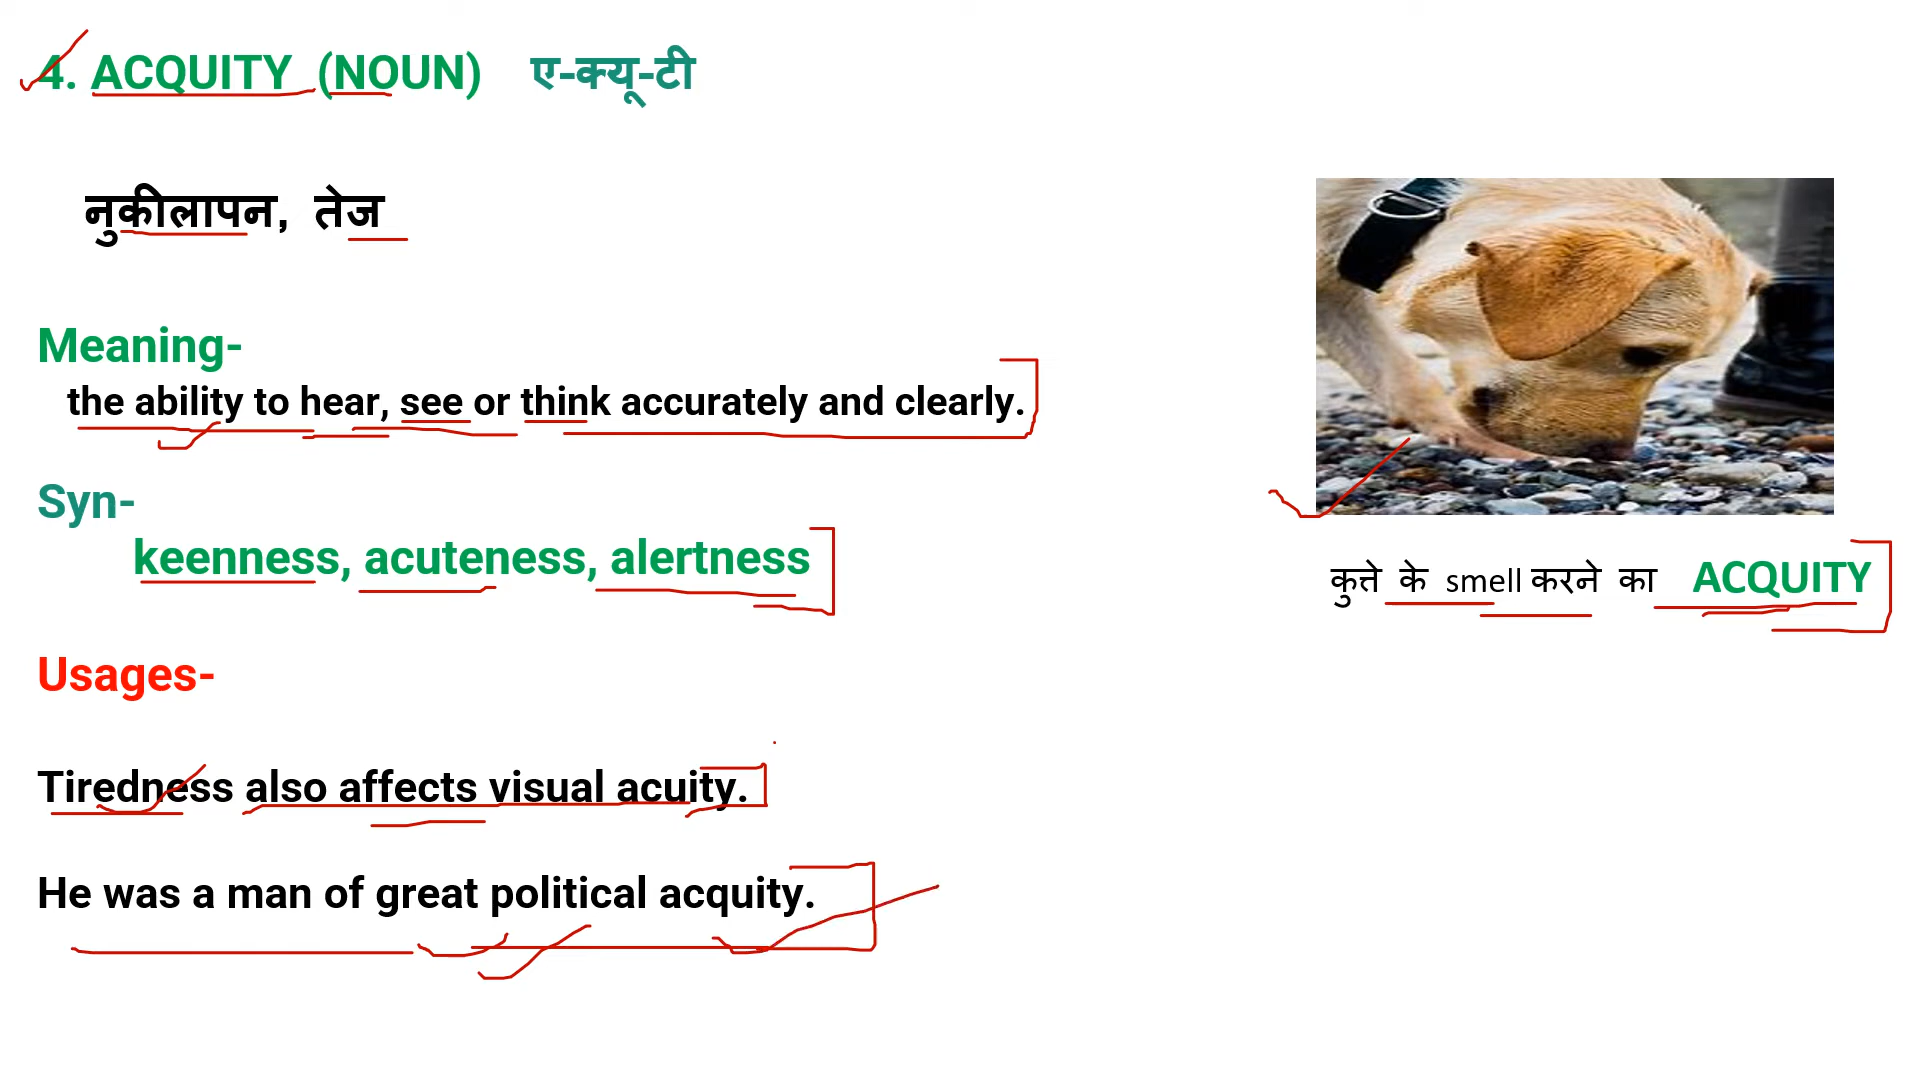 4. ACQUITY (NOUN) ए-क्यू-टी
नुकीलापन, तेज
Meaning-
the ability to hear, see or think accurately and clearly.
Syn-
keenness, acuteness, alertness
कुत्ते के smell करने का ACQUITY
Usages-
Tiredness also affects visual acuity.
He was a man of great political acquity.